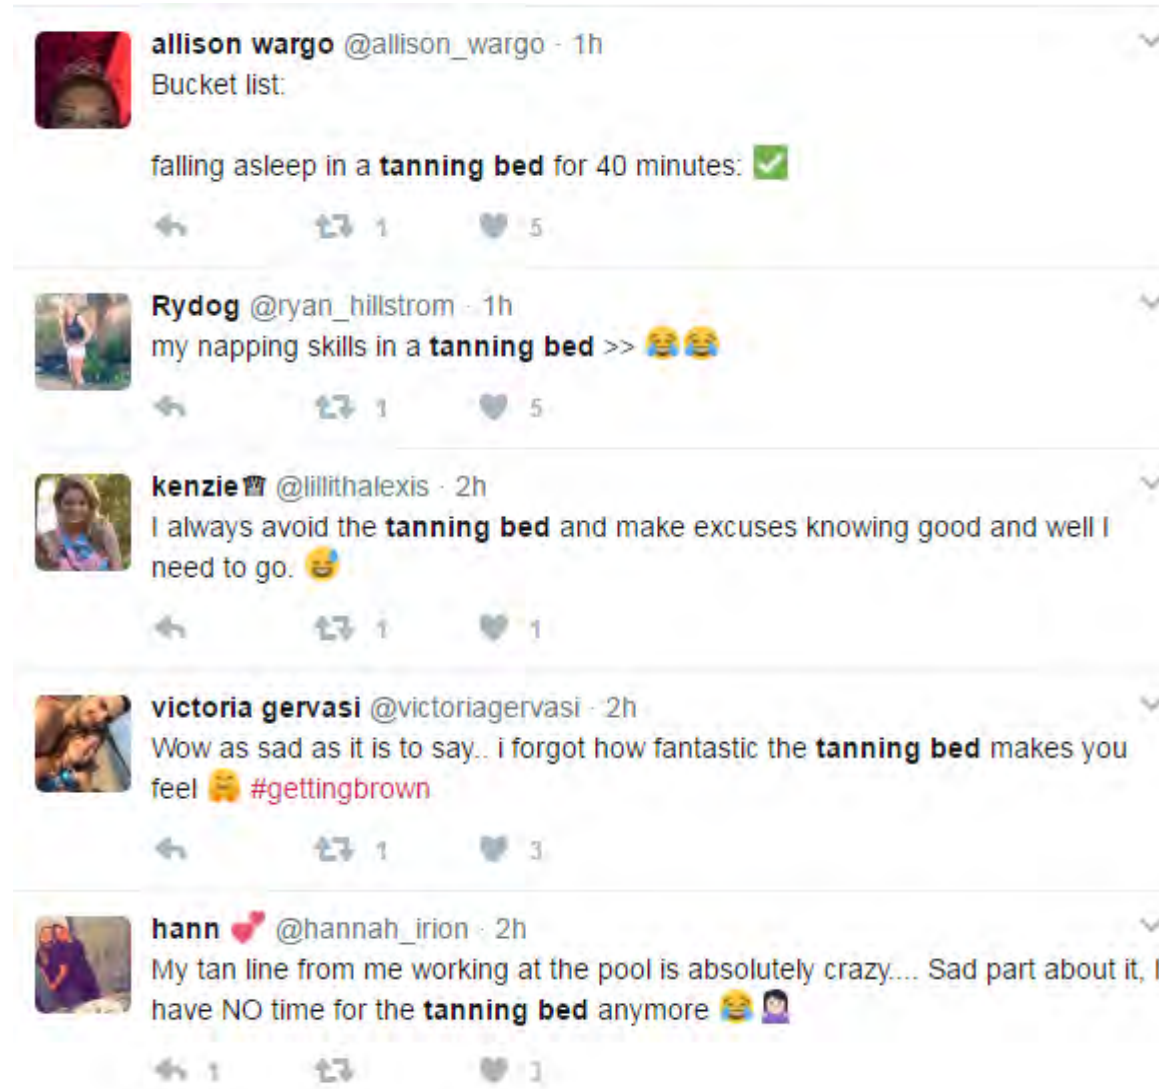 allison wargo @allison_wargo · 1h
Bucket list:
falling asleep in a tanning bed for 40 minutes: ✅
1 5
Rydog @ryan_hillstrom · 1h
my napping skills in a tanning bed >> 😂😂
1 5
kenzie @lillithalexis · 2h
I always avoid the tanning bed and make excuses knowing good and well I
need to go. 😅
1 1
victoria gervasi @victoriagervasi · 2h
Wow as sad as it is to say.. i forgot how fantastic the tanning bed makes you
feel 🤗 #gettingbrown
1 3
hann 💕 @hannah_irion · 2h
My tan line from me working at the pool is absolutely crazy.... Sad part about it, I
have NO time for the tanning bed anymore 😂 🤷🏻‍♀️
1